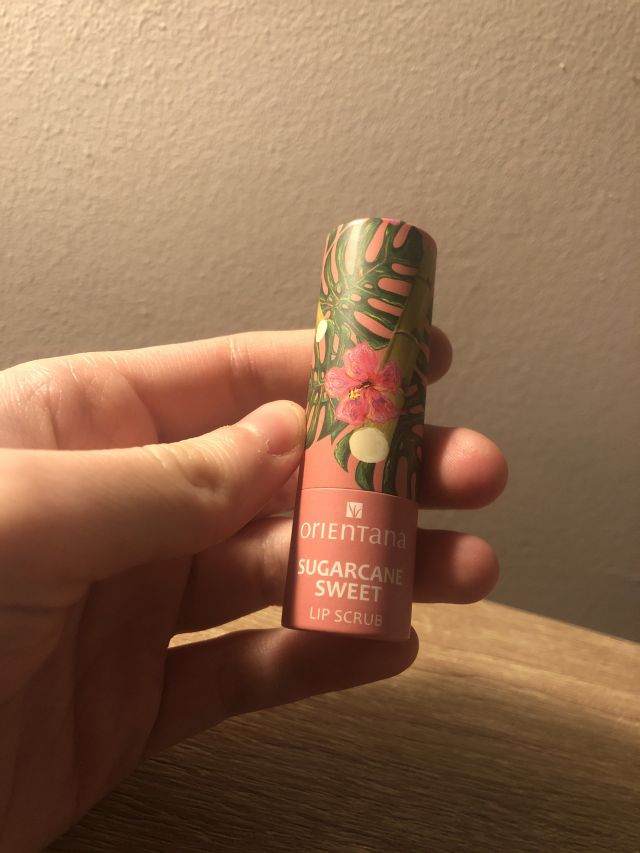 ORIENTana
SUGARCANE
SWEET
LIP SCRUB